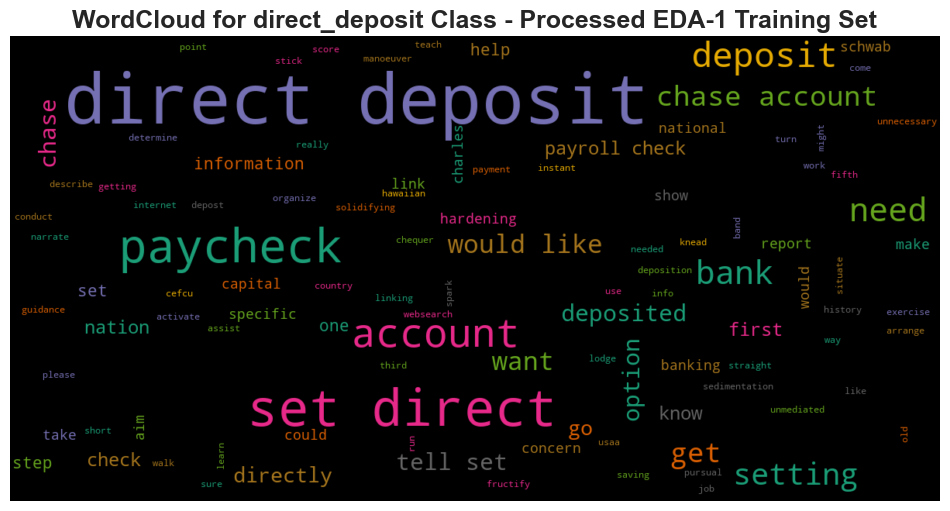 WordCloud for direct_deposit Class - Processed EDA-1 Training Set
point
score
teach
help
deposit
schwab
stick
manoeuver
come
direct deposit
chase account
chase
charles
national
unnecessary
determine
really
payroll check
turn
might
information
payment
instant
work
fifth
describe
getting
link
hawaiian
organize
show
need
conduct
internet
depost
solidifying
hardening
band
narrate
paycheck
chequer
would like
needed
knead
report
make
deposition
bank
set
cefcu
capital
country
linking
spark
use
info
would
situate
guidance
activate
specific
websearch
deposited
history
exercise
nation
assist
one
account
first
way
arrange
third
want
lodge
option
banking
straight
please
sedimentation
like
set direct
know
unmediated
take
short
aim
could
run
go
usaa
old
step
check
walk
learn
concern
get
directly
tell set
saving
pursual
setting
sure
fructify
job